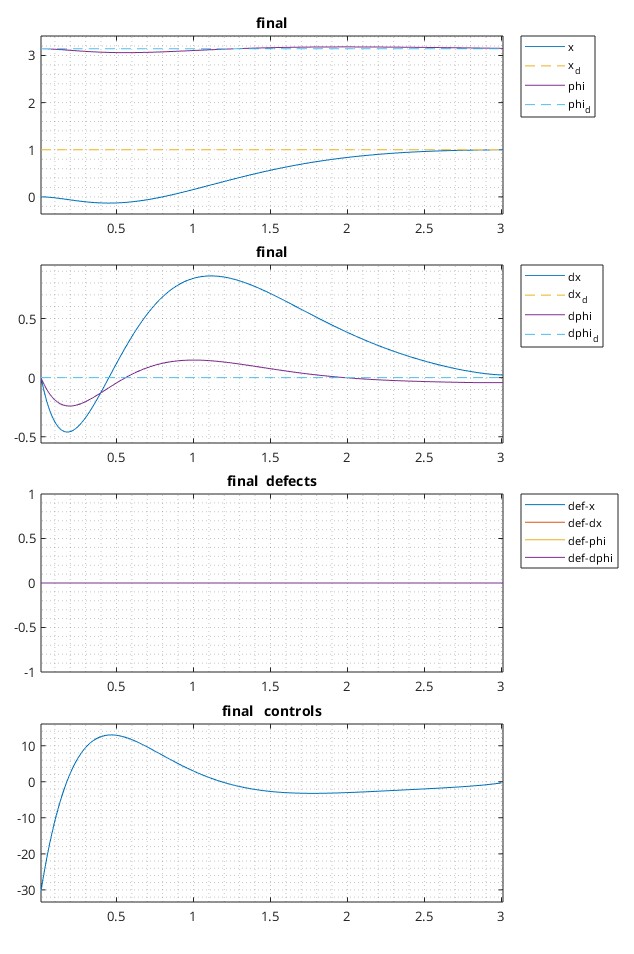 final
3
2
1
0
0.5 1 1.5 2 2.5 3
x
x_d
phi
phi_d
final
0.5
0
-0.5
0.5 1 1.5 2 2.5 3
dx
dx_d
dphi
dphi_d
final defects
1
0.5
0
-0.5
-1
0.5 1 1.5 2 2.5 3
def-x
def-dx
def-phi
def-dphi
final controls
10
0
-10
-20
-30
0.5 1 1.5 2 2.5 3